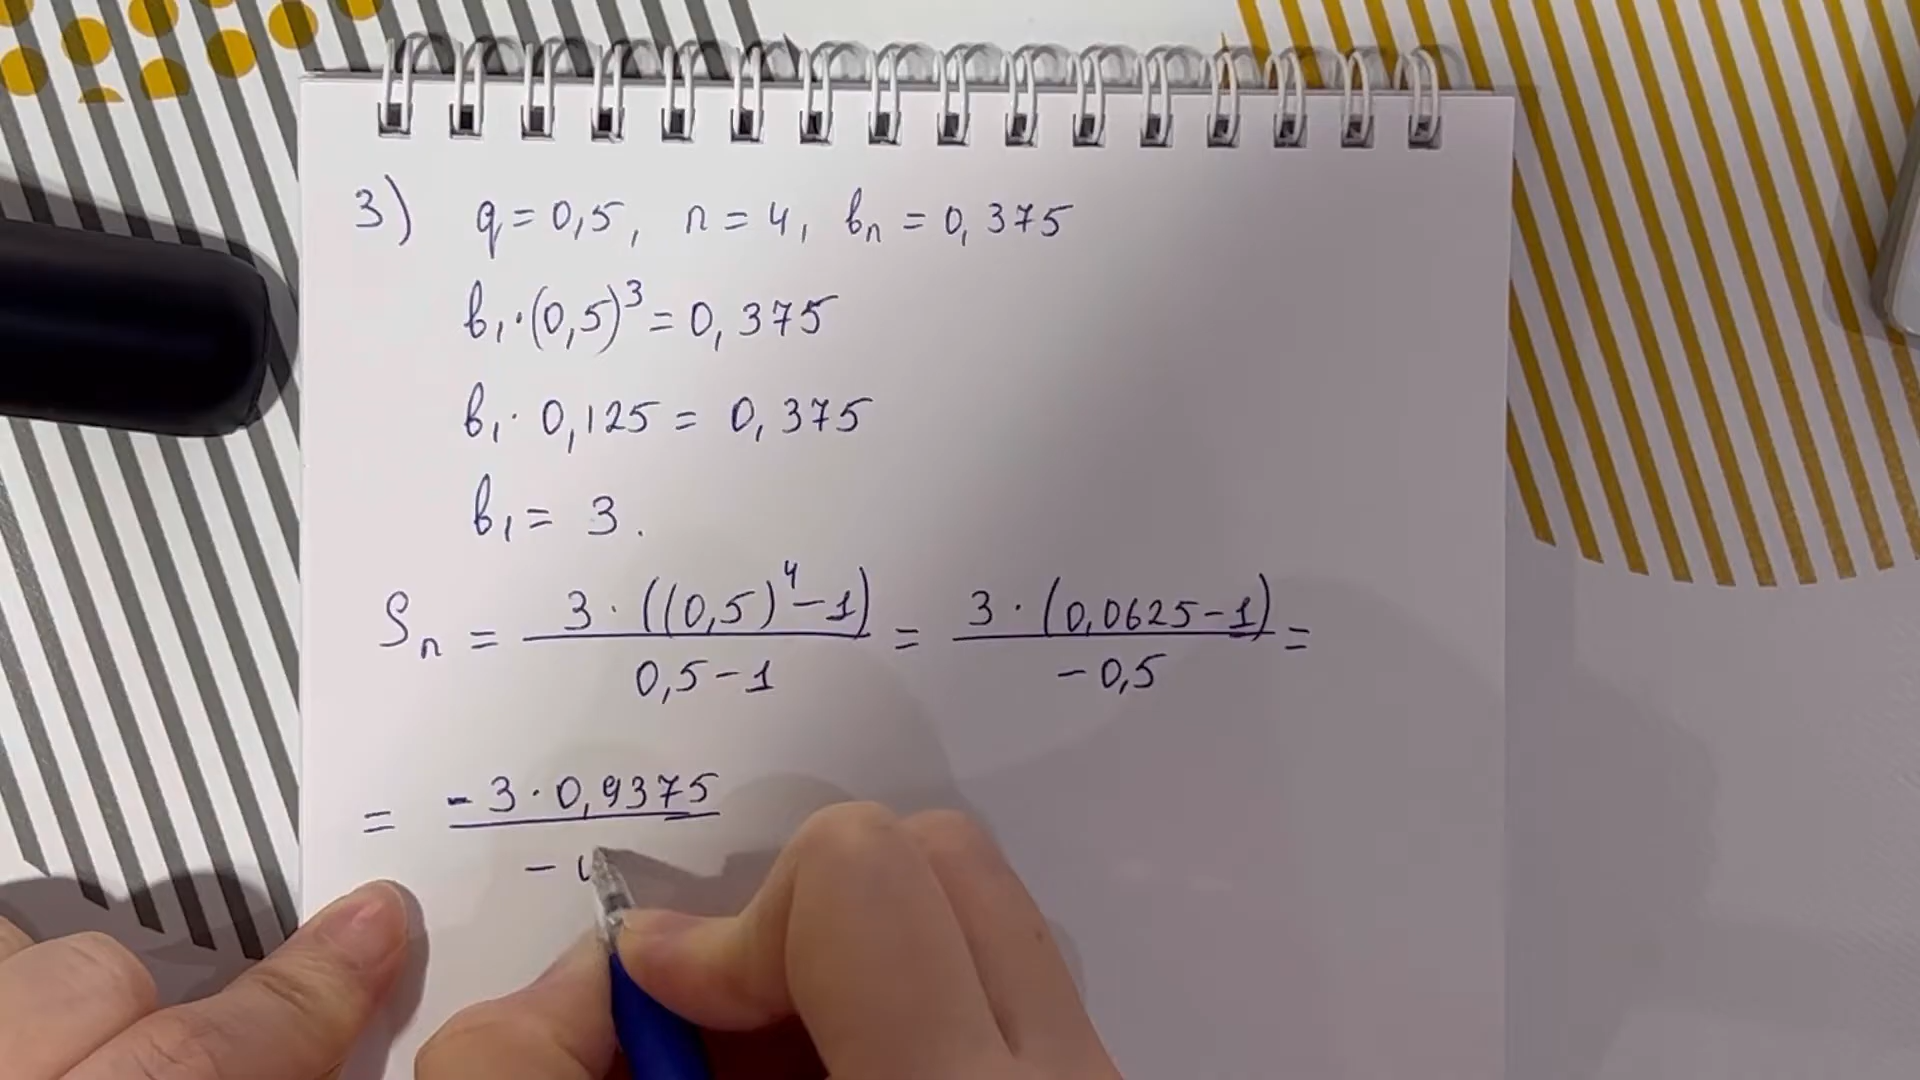 3) q = 0,5, n = 4, bₙ = 0,375
b₁·(0,5)³ = 0,375
b₁· 0,125 = 0,375
b₁ = 3.
Sₙ = 3·((0,5)⁴-1) / 0,5-1 = 3·(0,0625-1) / -0,5 =
= -3·0,9375 / -